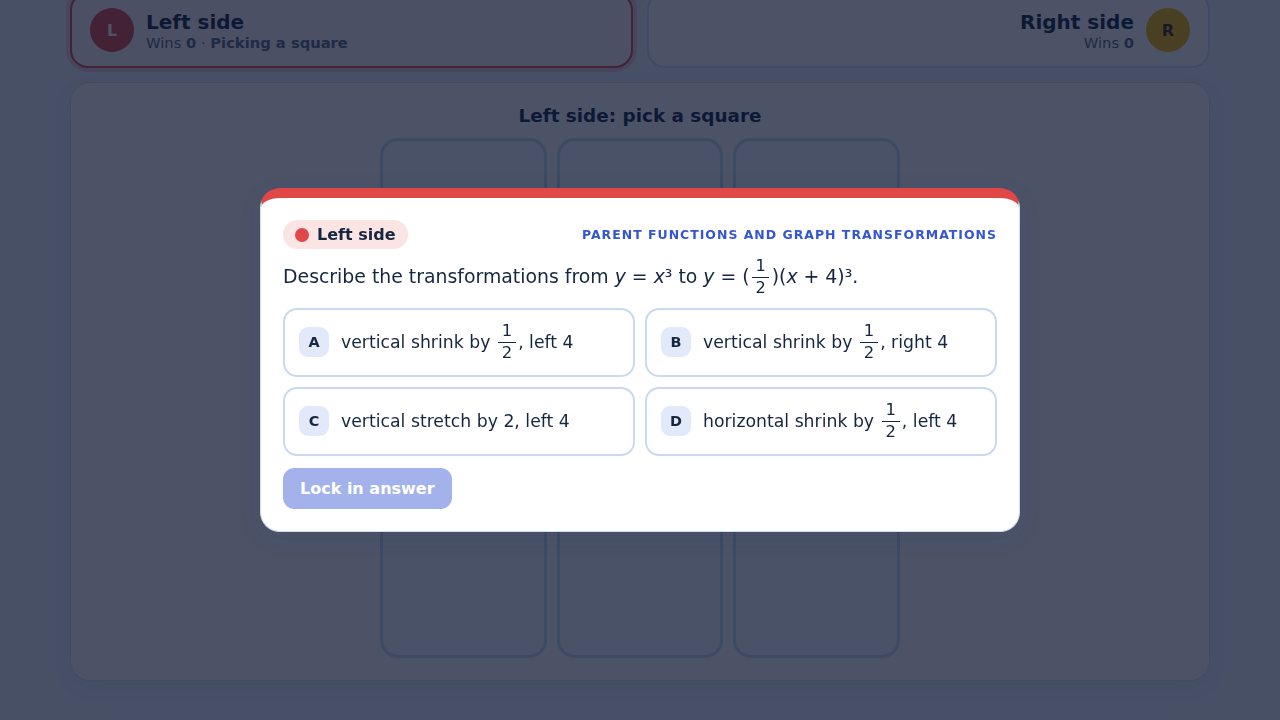 L
Left side
Wins 0 · Picking a square
Right side
Wins 0
R
Left side: pick a square
Left side
PARENT FUNCTIONS AND GRAPH TRANSFORMATIONS
Describe the transformations from y = x³ to y = (1/2)(x + 4)³.
A vertical shrink by 1/2, left 4
B vertical shrink by 1/2, right 4
C vertical stretch by 2, left 4
D horizontal shrink by 1/2, left 4
Lock in answer